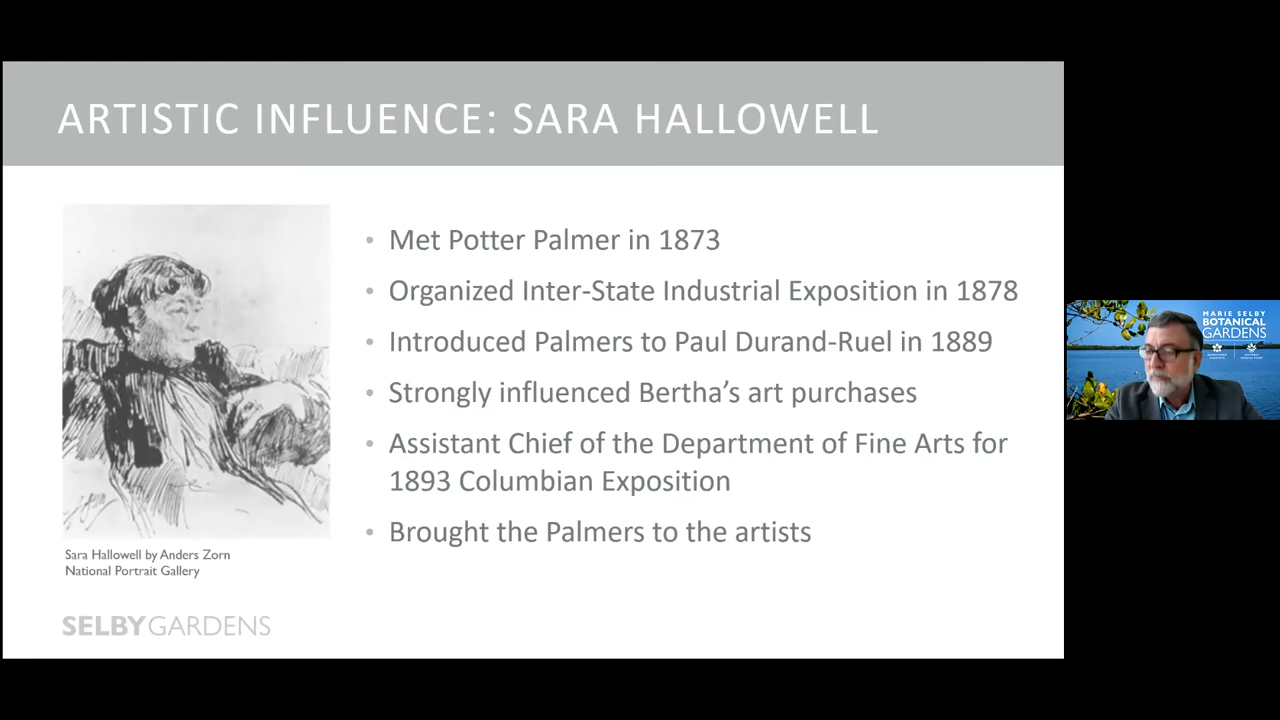 ARTISTIC INFLUENCE: SARA HALLOWELL
• Met Potter Palmer in 1873
• Organized Inter-State Industrial Exposition in 1878
• Introduced Palmers to Paul Durand-Ruel in 1889
• Strongly influenced Bertha’s art purchases
• Assistant Chief of the Department of Fine Arts for
1893 Columbian Exposition
• Brought the Palmers to the artists
Sara Hallowell by Anders Zorn
National Portrait Gallery
SELBY GARDENS
MARIE SELBY
BOTANICAL
GARDENS